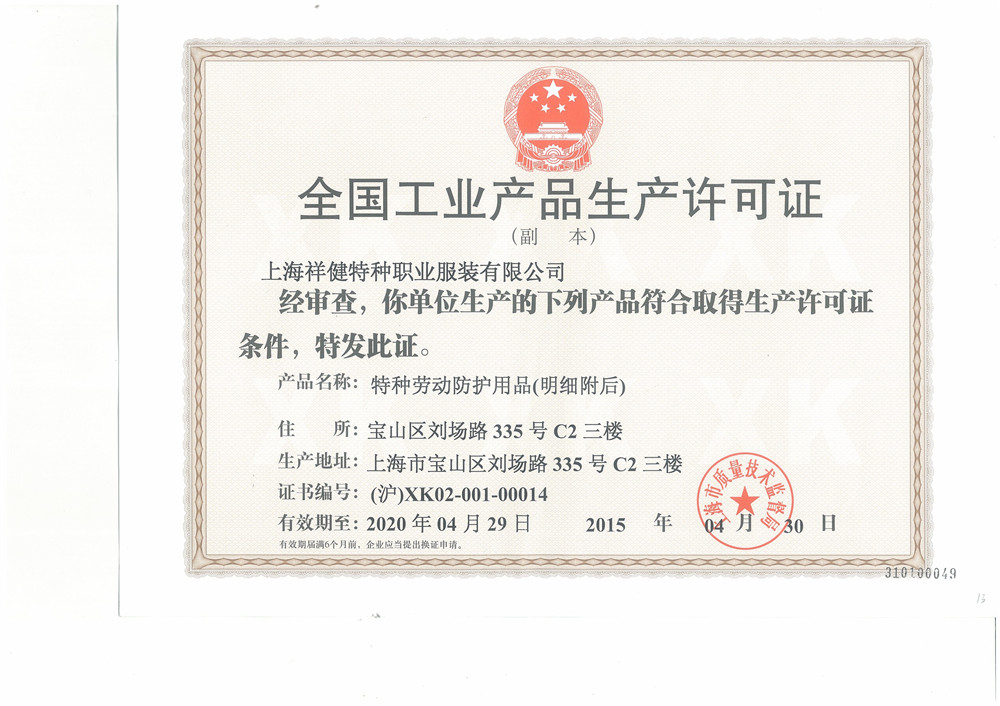 全国工业产品生产许可证
（副 本）
上海祥健特种职业服装有限公司
经审查，你单位生产的下列产品符合取得生产许可证
条件，特发此证。
产品名称：特种劳动防护用品(明细附后)
住 所：宝山区刘场路 335 号 C2 三楼
生产地址：上海市宝山区刘场路 335 号 C2 三楼
证书编号：(沪)XK02-001-00014
有效期至：2020 年 04 月 29 日 2015 年 04 月 30 日
有效期届满6个月前，企业应当提出换证申请。
上海市质量技术监督局
310100049
13